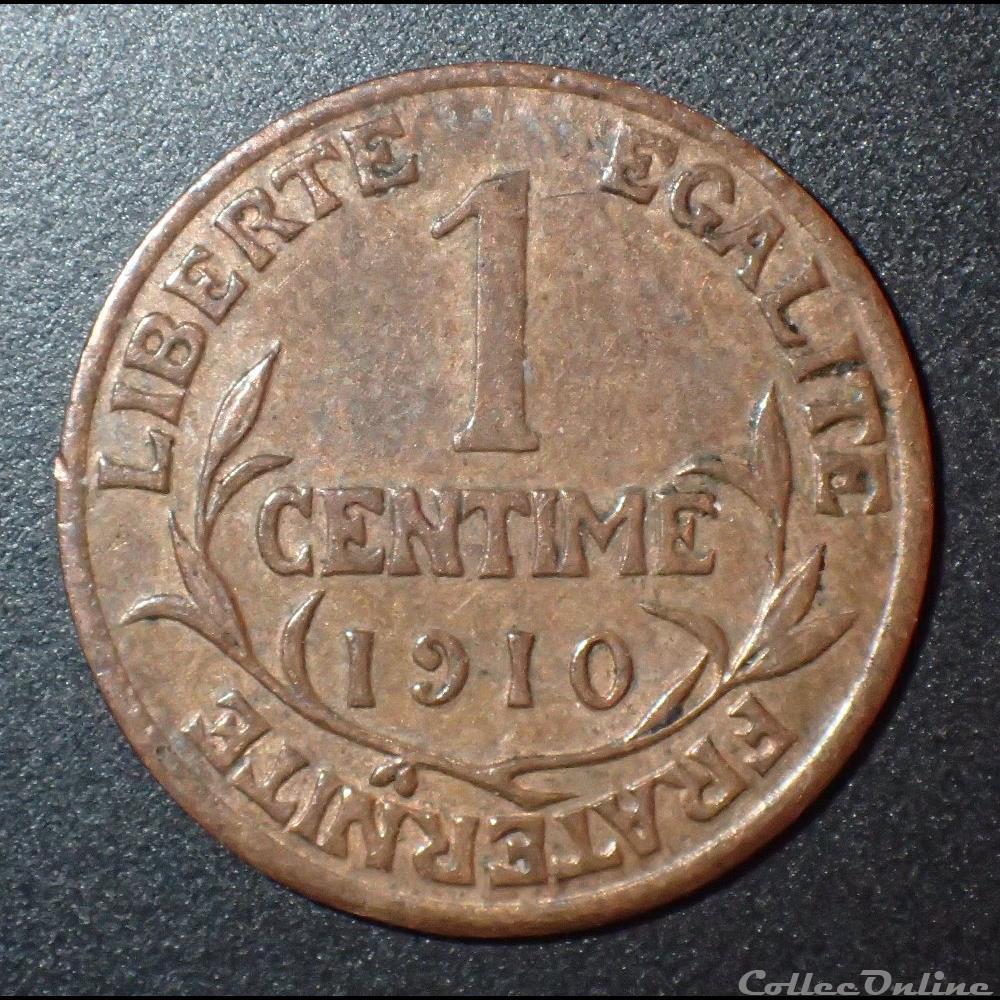 LIBERTE EGALITE FRATERNITE
1
CENTIME
1910
CollecOnline